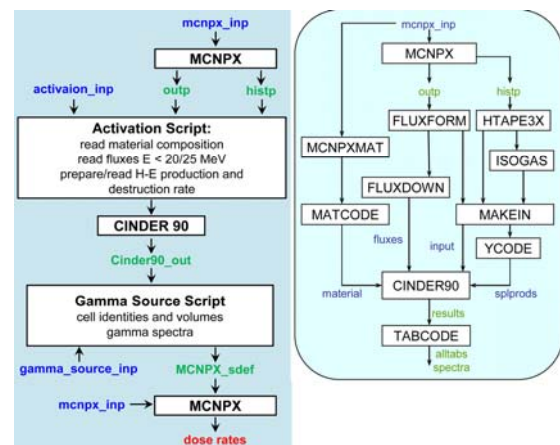 mcnpx_inp
MCNPX
activaion_inp
outp
histp
Activation Script:
read material composition
read fluxes E < 20/25 MeV
prepare/read H-E production and
destruction rate
CINDER 90
Cinder90_out
Gamma Source Script
cell identities and volumes
gamma spectra
gamma_source_inp
MCNPX_sdef
mcnpx_inp
MCNPX
dose rates
mcnpx_inp
MCNPX
outp
histp
FLUXFORM
HTAPE3X
MCNPXMAT
ISOGAS
FLUXDOWN
MATCODE
MAKEIN
fluxes
input
YCODE
material
CINDER90
splprods
results
TABCODE
alltabs
spectra